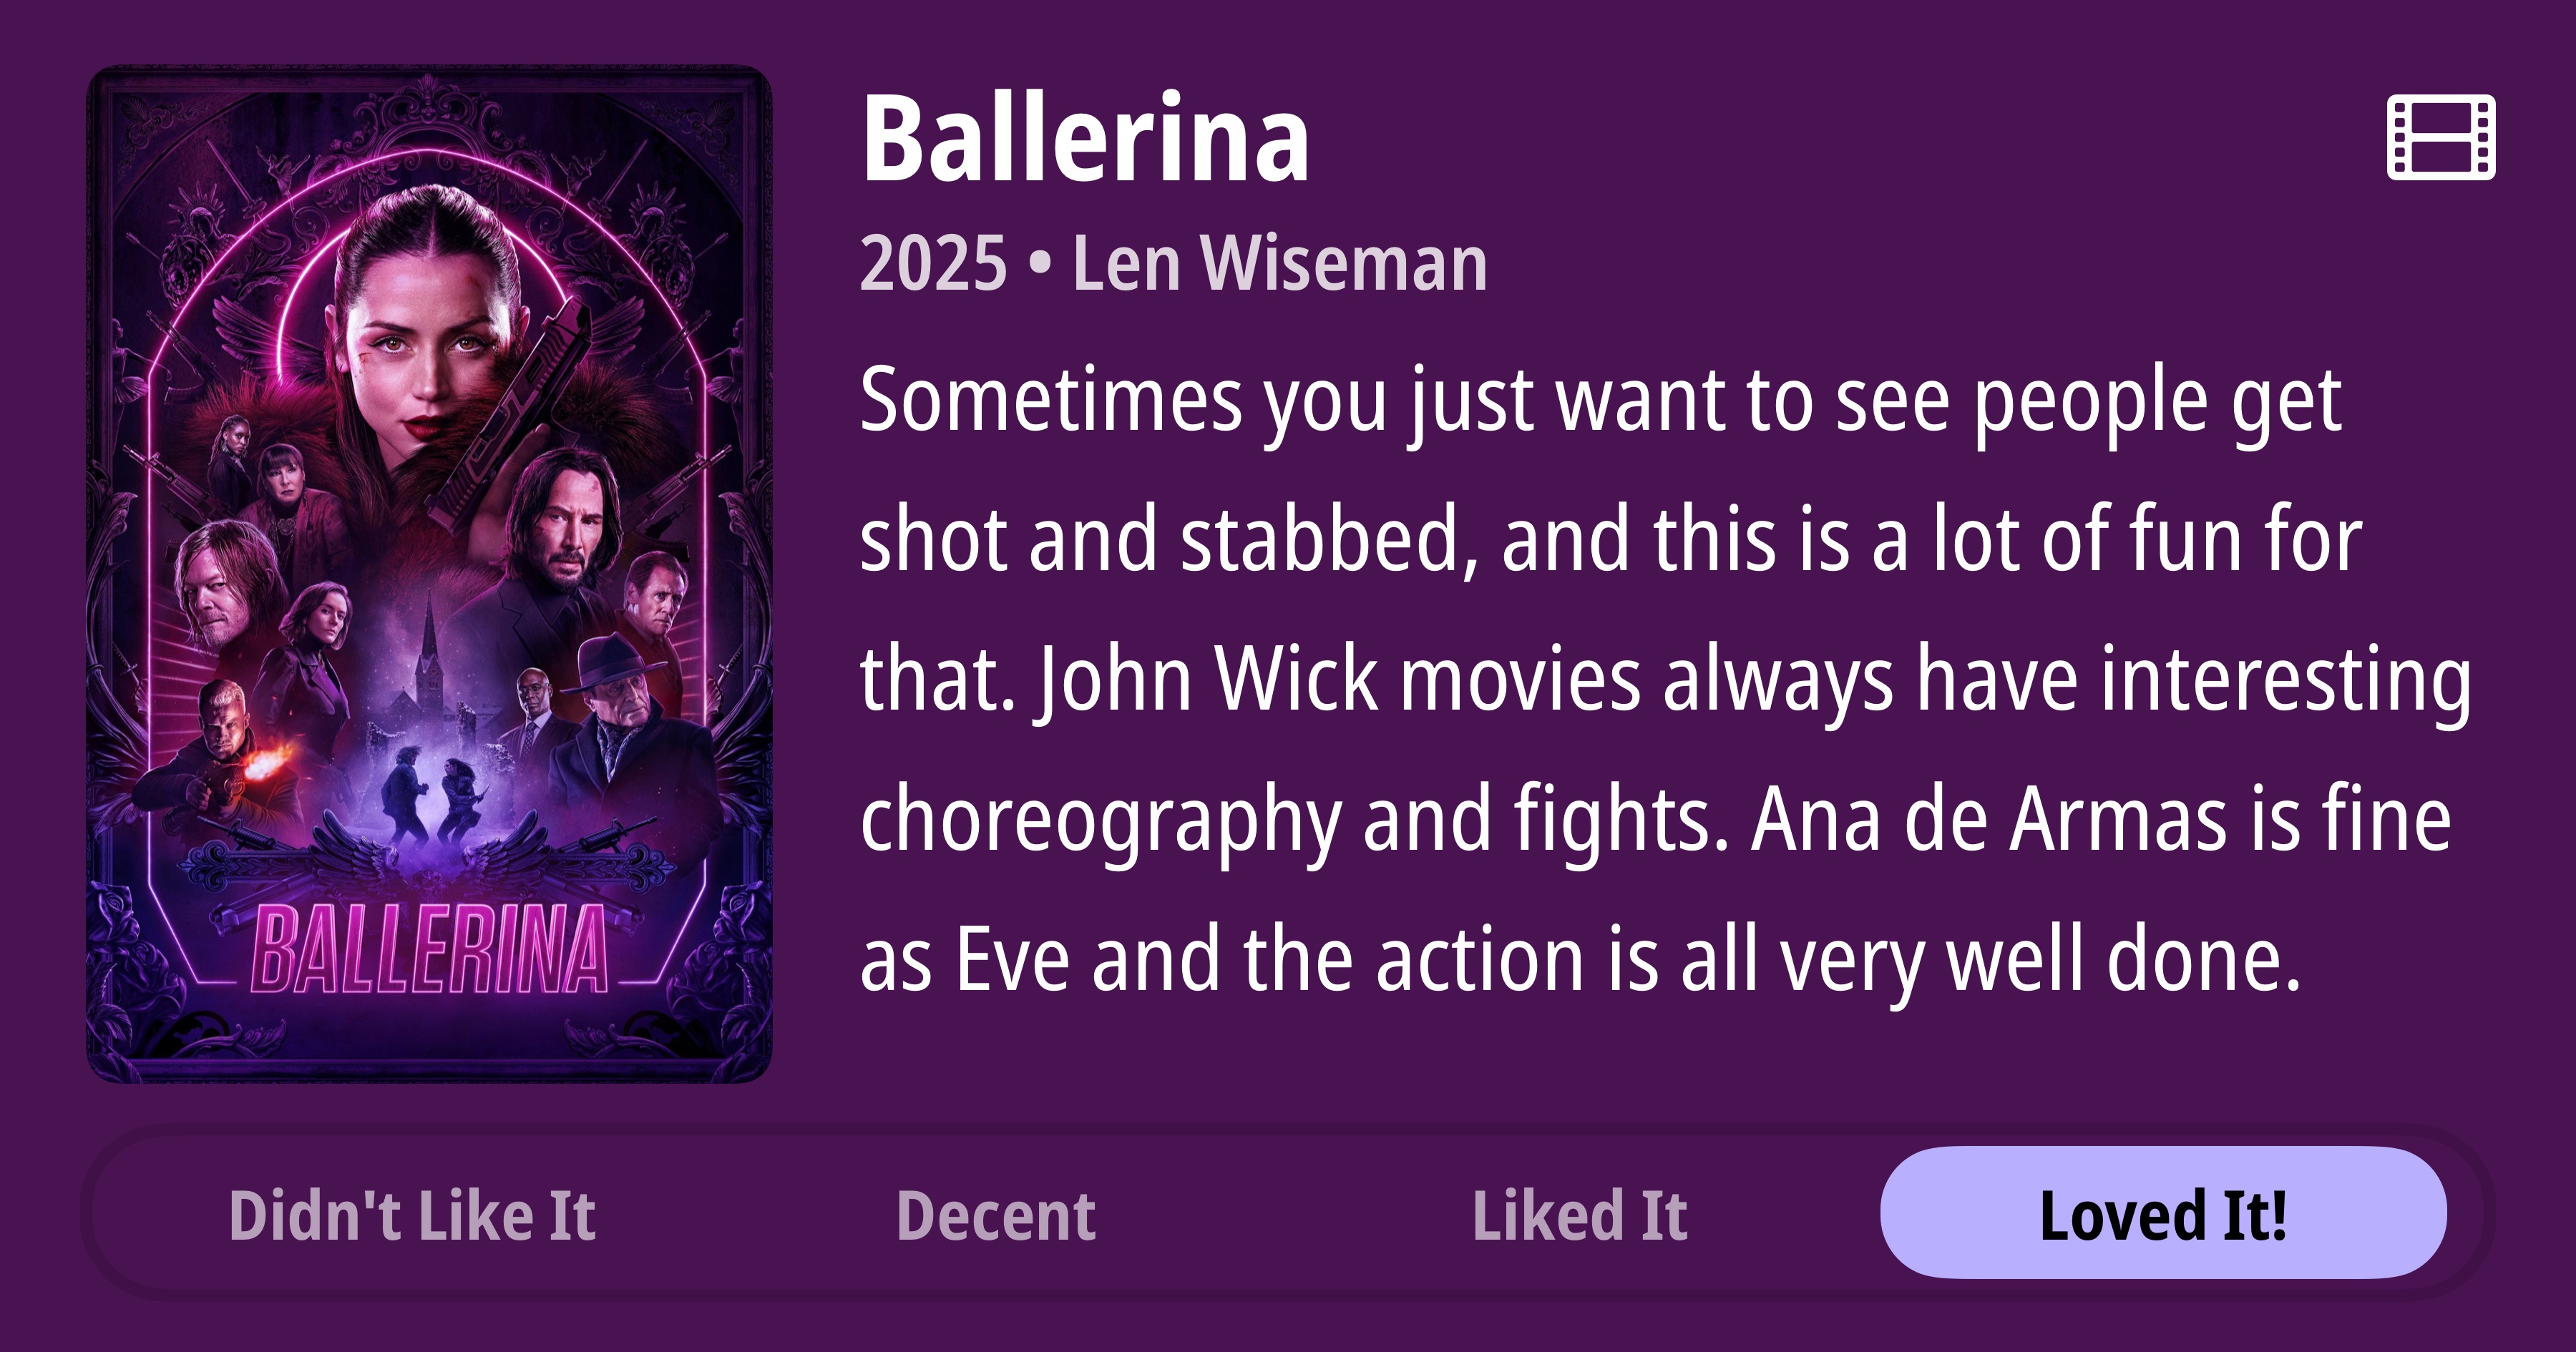 Ballerina
2025 • Len Wiseman
Sometimes you just want to see people get
shot and stabbed, and this is a lot of fun for
that. John Wick movies always have interesting
choreography and fights. Ana de Armas is fine
as Eve and the action is all very well done.
BALLERINA
Didn't Like It
Decent
Liked It
Loved It!